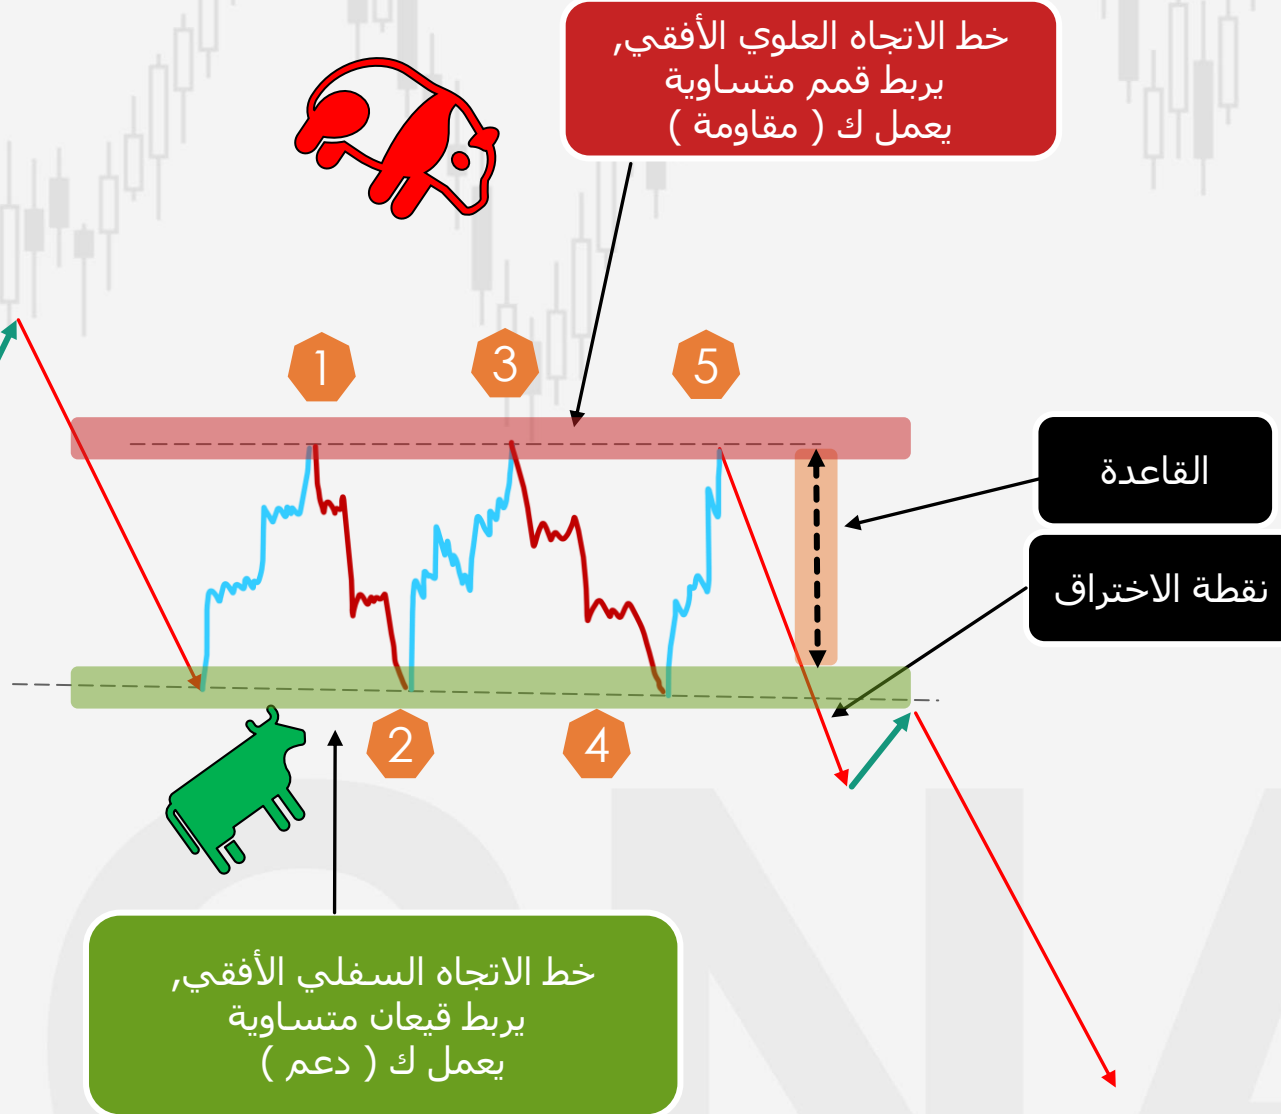 خط الاتجاه العلوي الأفقي,
يربط قمم متساوية
يعمل ك ( مقاومة )
1
3
5
القاعدة
نقطة الاختراق
2
4
خط الاتجاه السفلي الأفقي,
يربط قيعان متساوية
يعمل ك ( دعم )